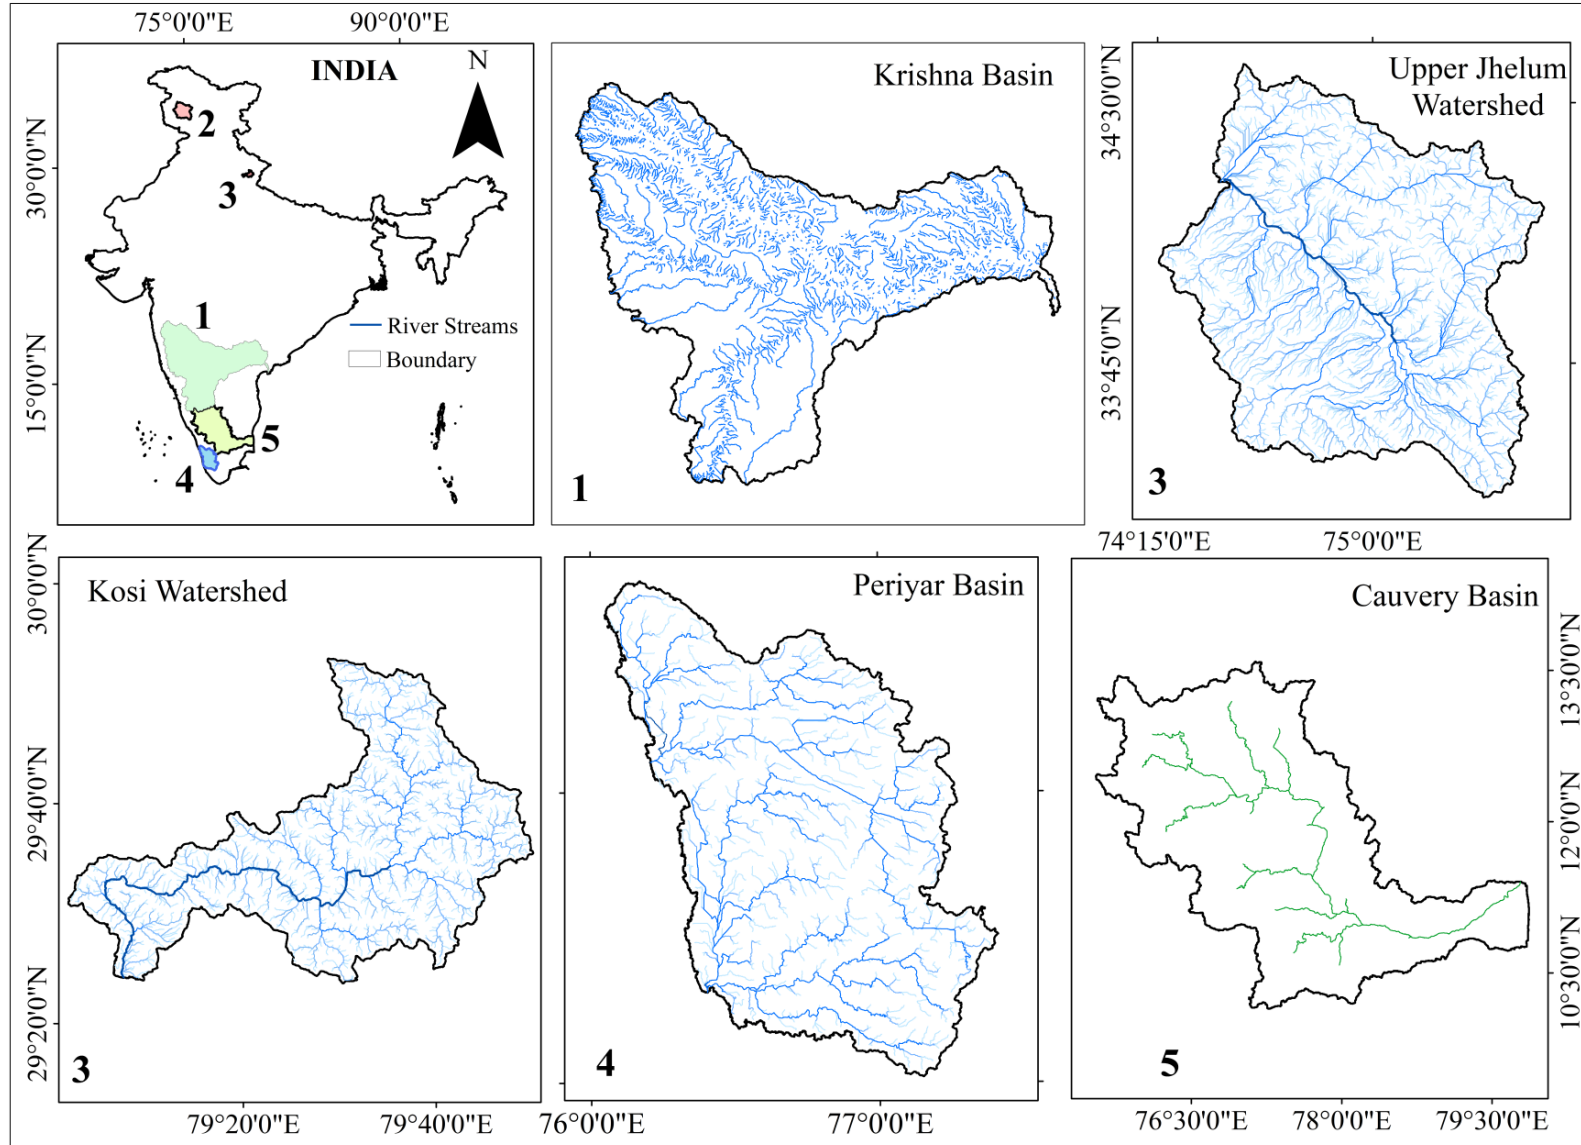 75°0'0"E
90°0'0"E
INDIA
N
30°0'0"N
15°0'0"N
2
3
1
5
4
River Streams
Boundary
Krishna Basin
1
Upper Jhelum
Watershed
34°30'0"N
33°45'0"N
3
74°15'0"E
75°0'0"E
Kosi Watershed
30°0'0"N
29°40'0"N
29°20'0"N
3
79°20'0"E
79°40'0"E
Periyar Basin
4
76°0'0"E
77°0'0"E
Cauvery Basin
13°30'0"N
12°0'0"N
10°30'0"N
5
76°30'0"E
78°0'0"E
79°30'0"E